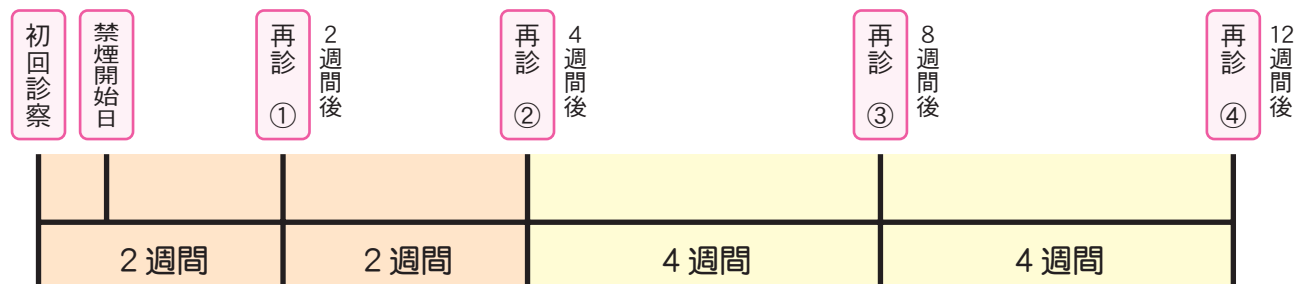 初回診察
禁煙開始日
再診 ①
2週間後
再診 ②
4週間後
再診 ③
8週間後
再診 ④
12週間後
2週間
2週間
4週間
4週間